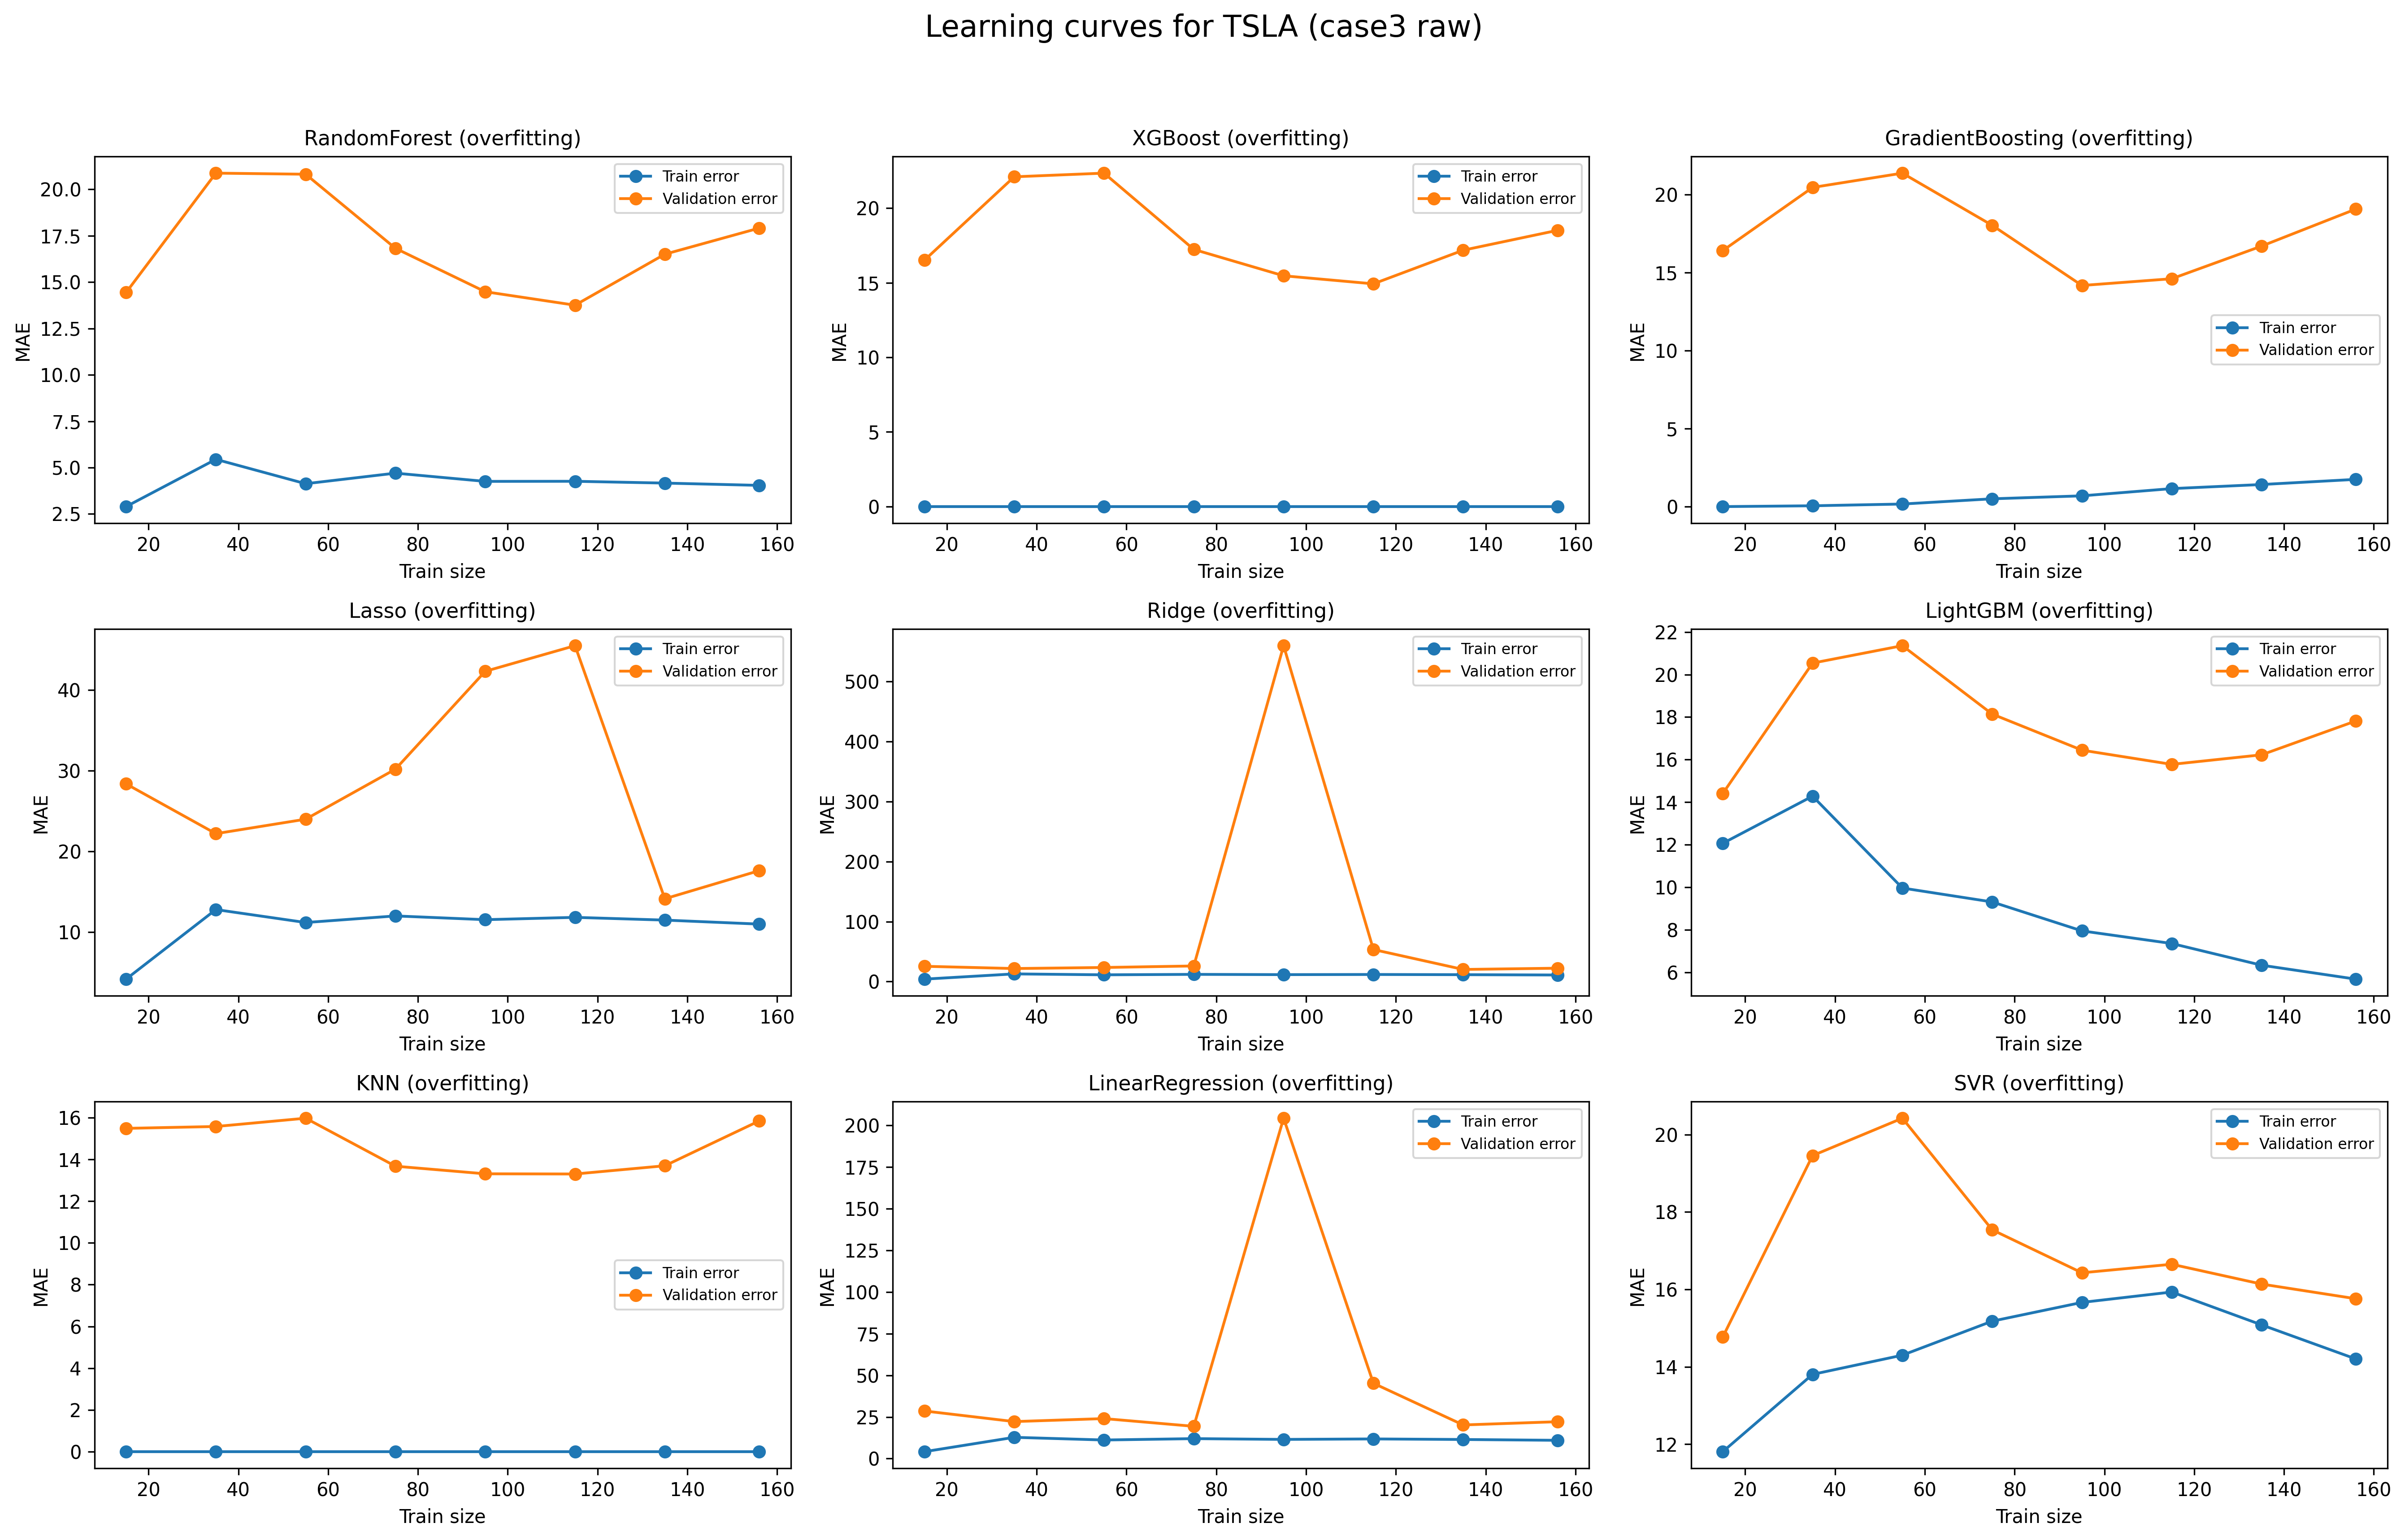 Learning curves for TSLA (case3 raw)
RandomForest (overfitting)
MAE
20.0
17.5
15.0
12.5
10.0
7.5
5.0
2.5
Train error
Validation error
20 40 60 80 100 120 140 160
Train size
XGBoost (overfitting)
MAE
20
15
10
5
0
Train error
Validation error
20 40 60 80 100 120 140 160
Train size
GradientBoosting (overfitting)
MAE
20
15
10
5
0
Train error
Validation error
20 40 60 80 100 120 140 160
Train size
Lasso (overfitting)
MAE
40
30
20
10
Train error
Validation error
20 40 60 80 100 120 140 160
Train size
Ridge (overfitting)
MAE
500
400
300
200
100
0
Train error
Validation error
20 40 60 80 100 120 140 160
Train size
LightGBM (overfitting)
MAE
22
20
18
16
14
12
10
8
6
Train error
Validation error
20 40 60 80 100 120 140 160
Train size
KNN (overfitting)
MAE
16
14
12
10
8
6
4
2
0
Train error
Validation error
20 40 60 80 100 120 140 160
Train size
LinearRegression (overfitting)
MAE
200
175
150
125
100
75
50
25
0
Train error
Validation error
20 40 60 80 100 120 140 160
Train size
SVR (overfitting)
MAE
20
18
16
14
12
Train error
Validation error
20 40 60 80 100 120 140 160
Train size